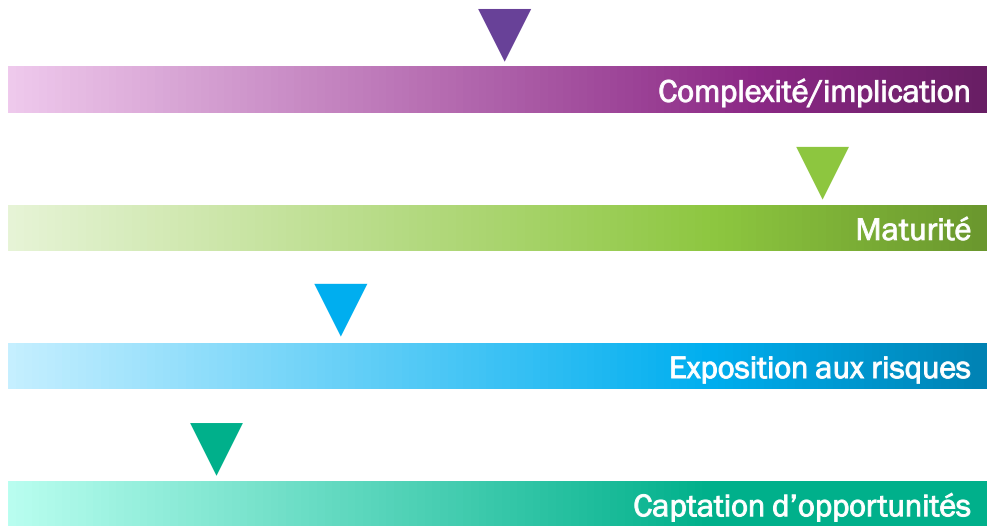 Complexité/implication
Maturité
Exposition aux risques
Captation d’opportunités